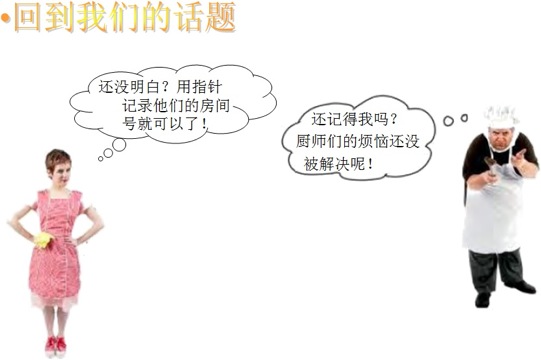 •回到我们的话题
还没明白？用指针
记录他们的房间
号就可以了！
还记得我吗？
厨师们的烦恼还没
被解决呢！